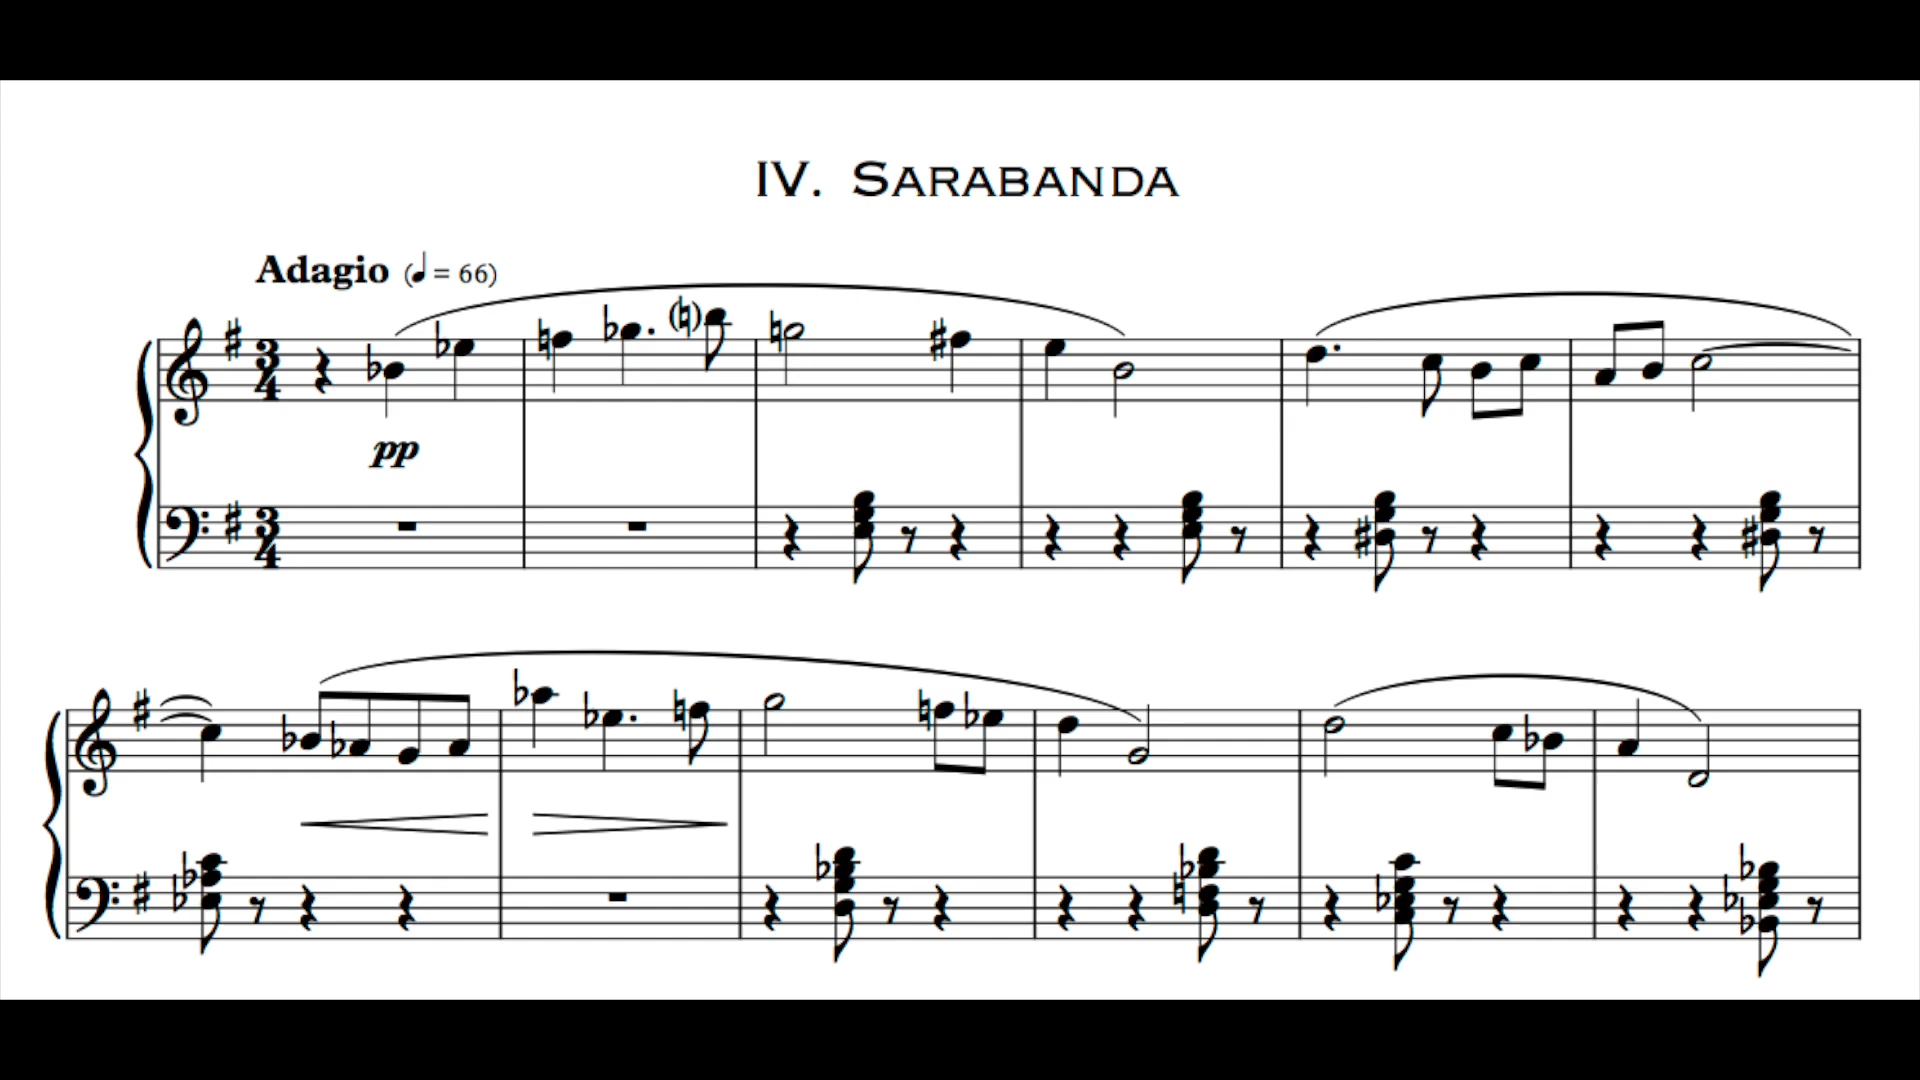 IV. Sarabanda
Adagio (♩ = 66)
pp